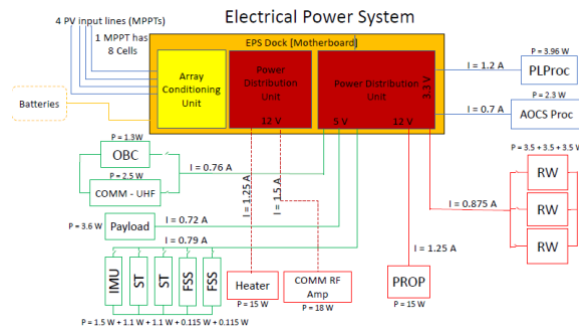 Electrical Power System
4 PV input lines (MPPTs)
1 MPPT has
8 Cells
EPS Dock [Motherboard]
Array
Conditioning
Unit
Power
Distribution
Unit
12 V
Power Distribution
Unit
3.3 V
5 V
12 V
Batteries
I = 1.2 A
P = 3.96 W
PLProc
I = 0.7 A
P = 2.3 W
AOCS Proc
P = 1.3W
OBC
P = 2.5 W
COMM - UHF
I = 0.76 A
I = 1.25 A
I = 1.5 A
P = 3.6 W
Payload
I = 0.72 A
I = 0.79 A
I = 0.875 A
P = 3.5 + 3.5 + 3.5 W
RW
RW
RW
I = 1.25 A
IMU
ST
ST
FSS
FSS
P = 1.5 W + 1.1 W + 1.1 W + 0.115 W + 0.115 W
Heater
P = 15 W
COMM RF
Amp
P = 18 W
PROP
P = 15 W